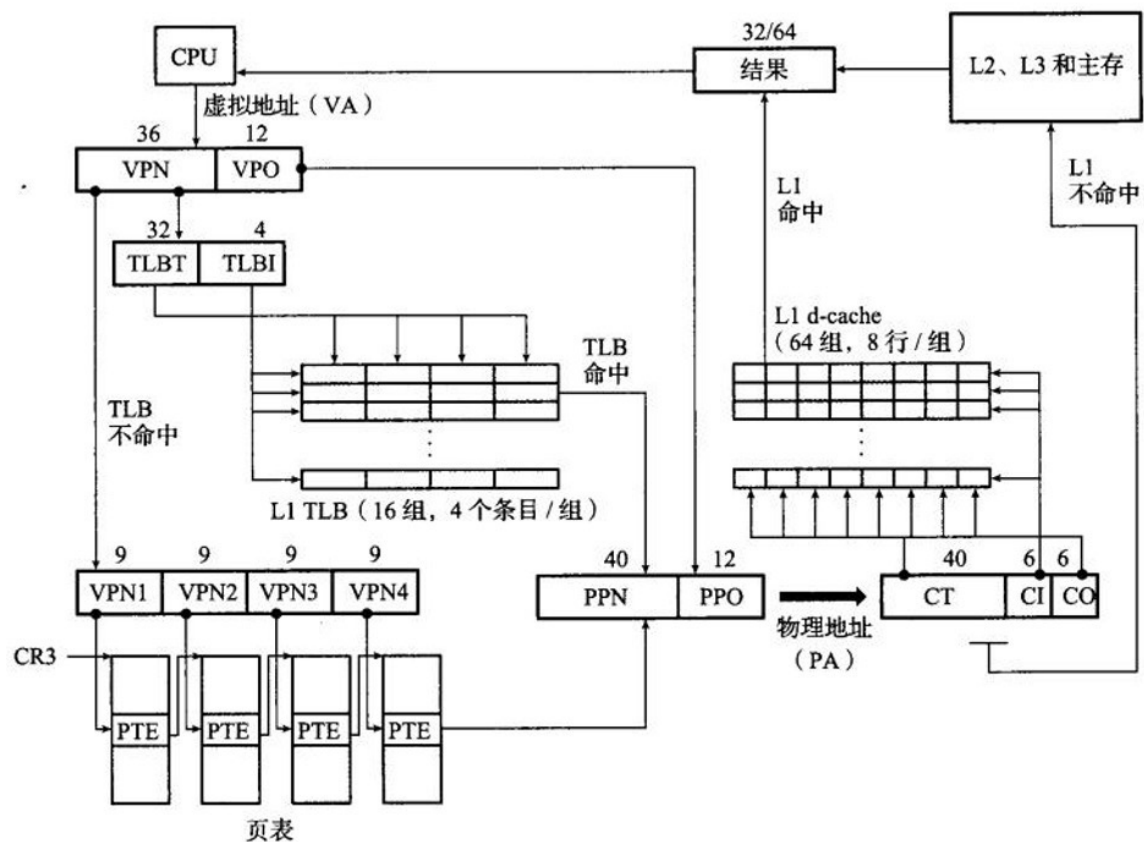 32/64
CPU
结果
L2、L3 和主存
虚拟地址（VA）
36 12
VPN VPO
L1
命中
L1
不命中
32 4
TLBT TLBI
TLB
命中
L1 d-cache
（64 组，8 行/组）
TLB
不命中
L1 TLB（16 组，4 个条目/组）
9 9 9 9
VPN1 VPN2 VPN3 VPN4
40 12
PPN PPO
物理地址
（PA）
40 6 6
CT CI CO
CR3
PTE PTE PTE PTE
页表